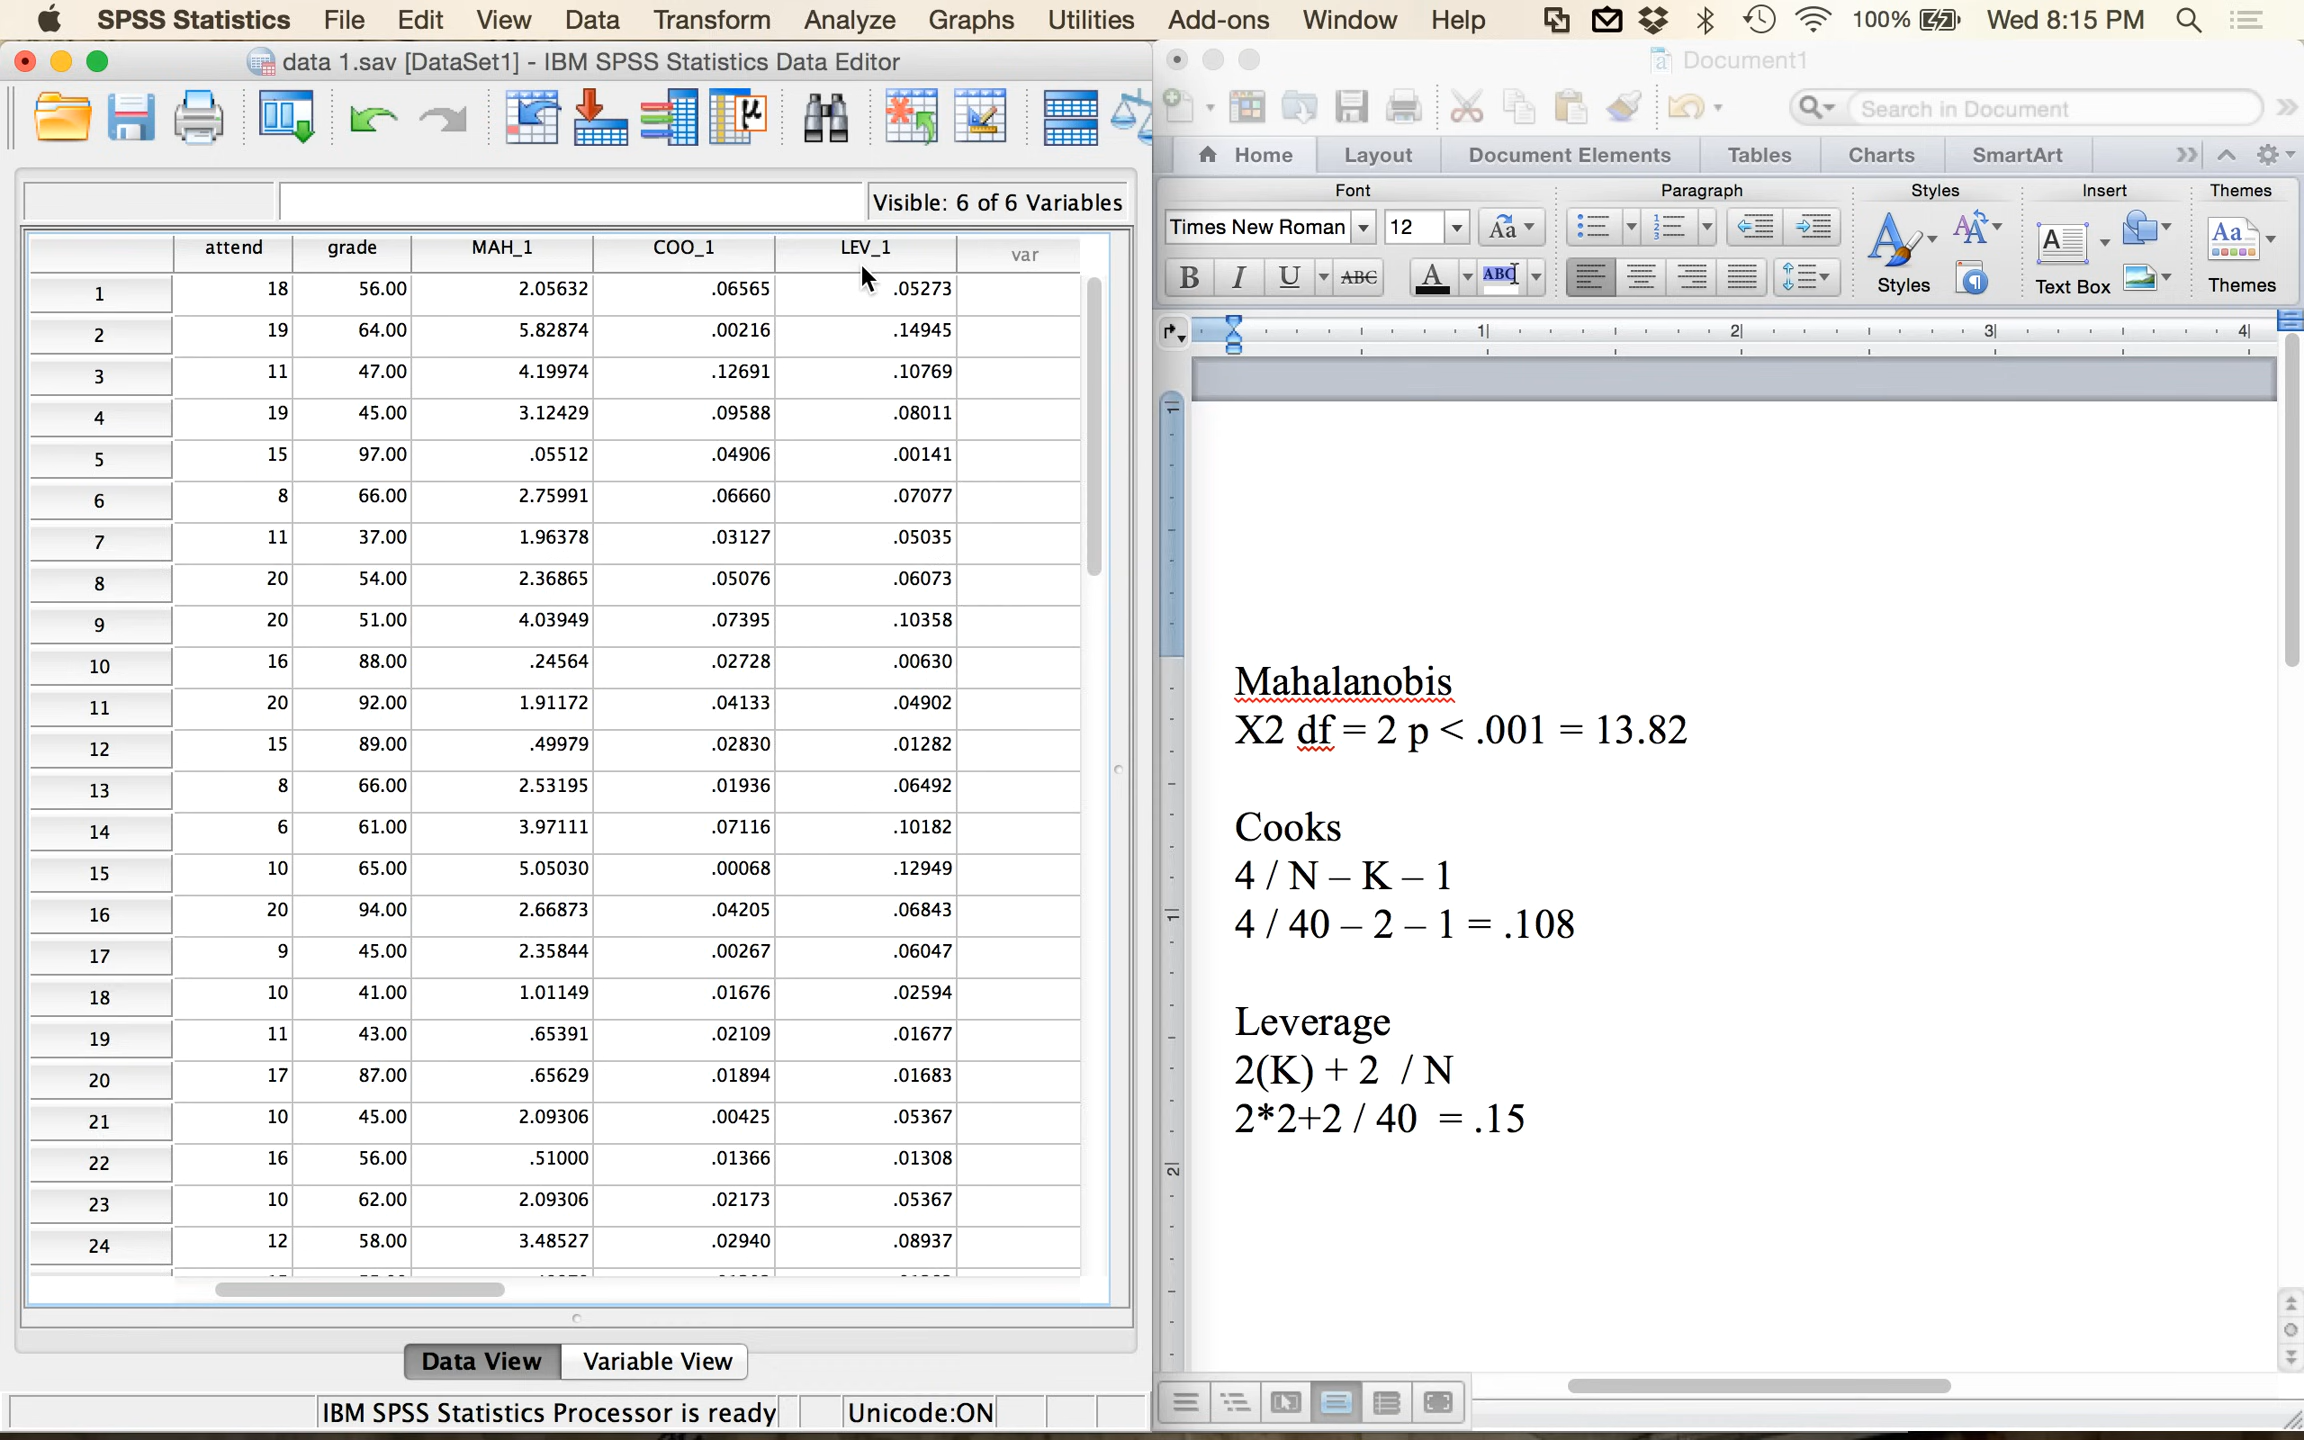 SPSS Statistics File Edit View Data Transform Analyze Graphs Utilities Add-ons Window Help 100% Wed 8:15 PM
data 1.sav [DataSet1] - IBM SPSS Statistics Data Editor
Visible: 6 of 6 Variables
attend grade MAH_1 COO_1 LEV_1 var
1 18 56.00 2.05632 .06565 .05273
2 19 64.00 5.82874 .00216 .14945
3 11 47.00 4.19974 .12691 .10769
4 19 45.00 3.12429 .09588 .08011
5 15 97.00 .05512 .04906 .00141
6 8 66.00 2.75991 .06660 .07077
7 11 37.00 1.96378 .03127 .05035
8 20 54.00 2.36865 .05076 .06073
9 20 51.00 4.03949 .07395 .10358
10 16 88.00 .24564 .02728 .00630
11 20 92.00 1.91172 .04133 .04902
12 15 89.00 .49979 .02830 .01282
13 8 66.00 2.53195 .01936 .06492
14 6 61.00 3.97111 .07116 .10182
15 10 65.00 5.05030 .00068 .12949
16 20 94.00 2.66873 .04205 .06843
17 9 45.00 2.35844 .00267 .06047
18 10 41.00 1.01149 .01676 .02594
19 11 43.00 .65391 .02109 .01677
20 17 87.00 .65629 .01894 .01683
21 10 45.00 2.09306 .00425 .05367
22 16 56.00 .51000 .01366 .01308
23 10 62.00 2.09306 .02173 .05367
24 12 58.00 3.48527 .02940 .08937
Data View Variable View
IBM SPSS Statistics Processor is ready Unicode:ON
Document1
Search in Document
Home Layout Document Elements Tables Charts SmartArt
Font Paragraph Styles Insert Themes
Times New Roman 12 Aa A A Aa
B I U ABC A ABC Styles Text Box Themes
1 2 3 4
Mahalanobis
X2 df = 2 p < .001 = 13.82
Cooks
4 / N – K – 1
4 / 40 – 2 – 1 = .108
Leverage
2(K) + 2 / N
2*2+2 / 40 = .15